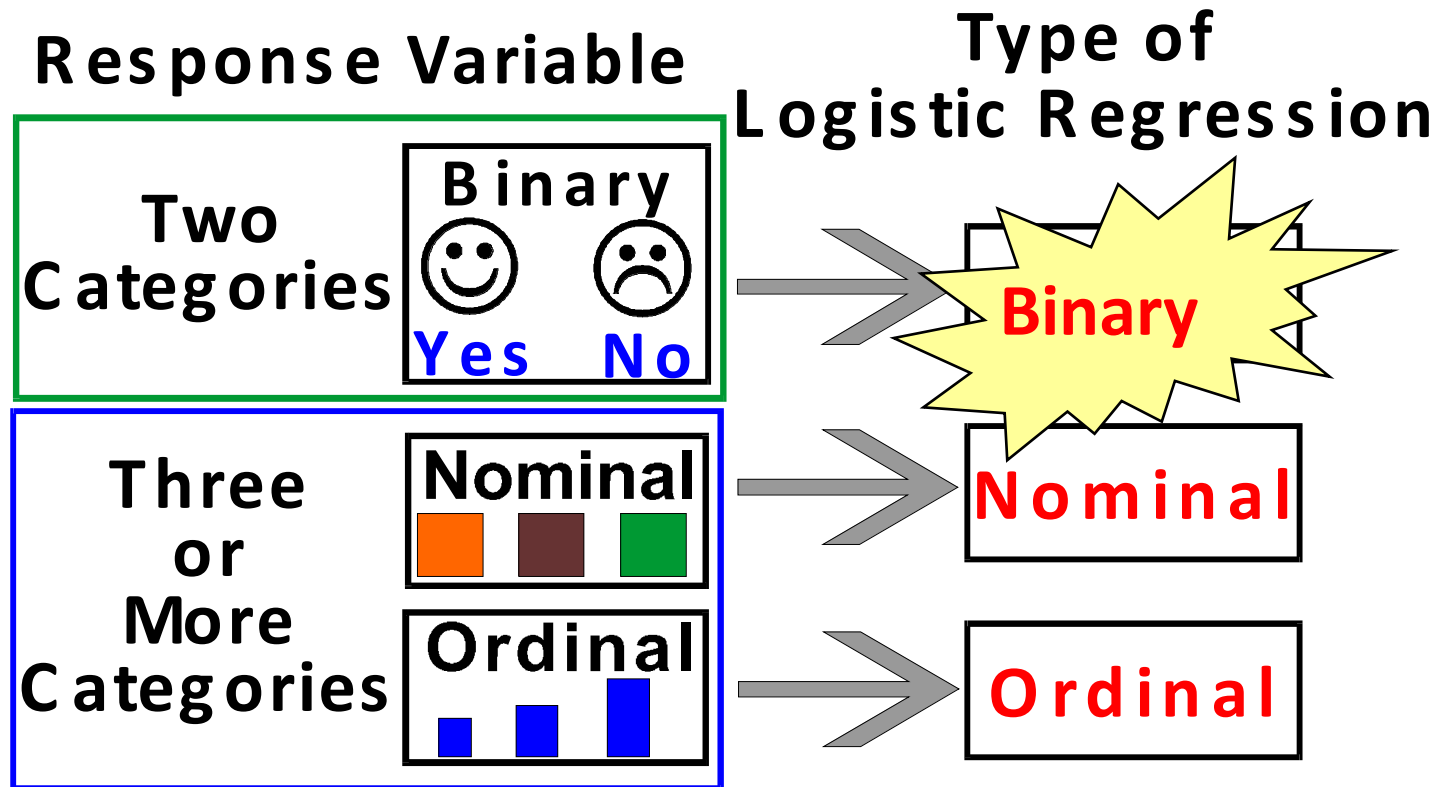 Response Variable
Type of
Logistic Regression
Two
Categories
Binary
Yes No
Binary
Three
or
More
Categories
Nominal
Nominal
Ordinal
Ordinal